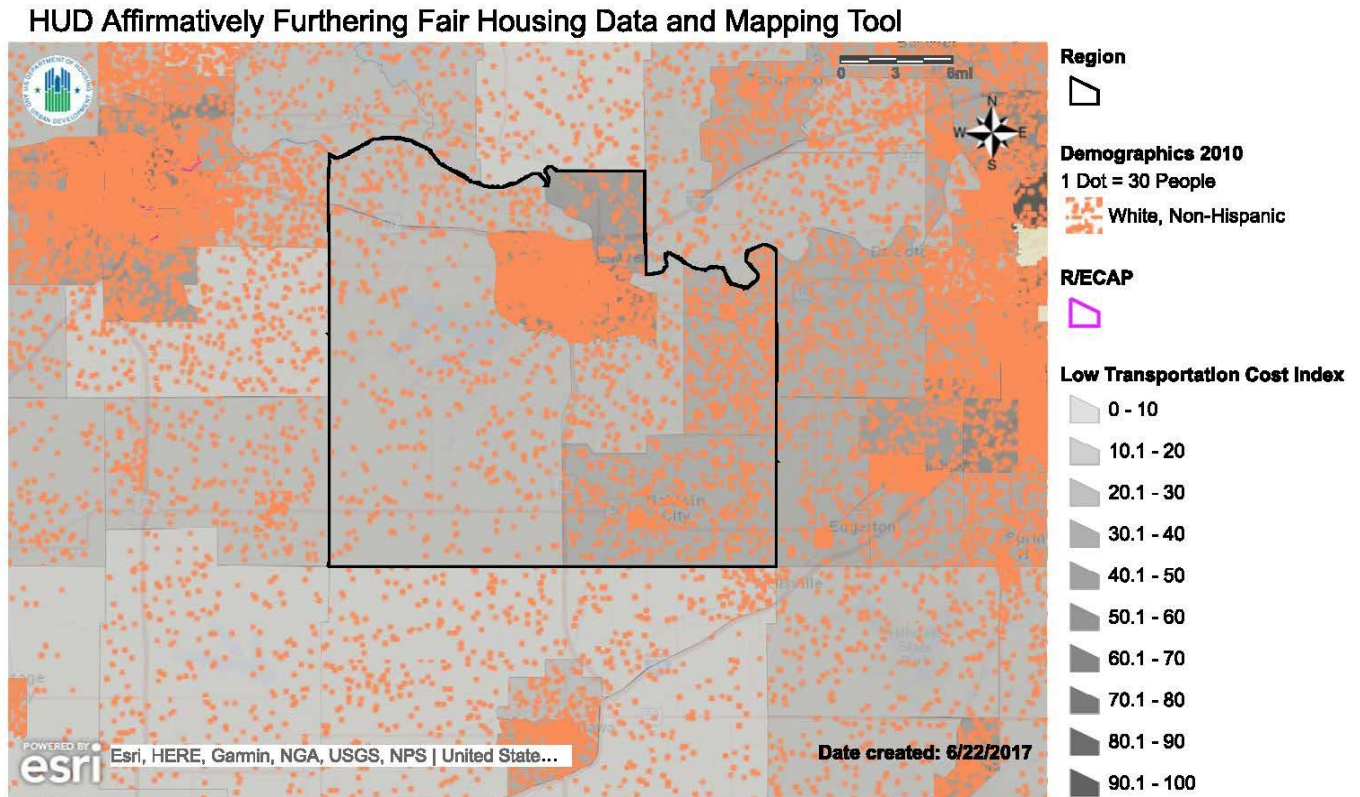 HUD Affirmatively Furthering Fair Housing Data and Mapping Tool
0 3 6mi
N
W E
S
Baldwin
City
Edgerton
POWERED BY
esri
Esri, HERE, Garmin, NGA, USGS, NPS | United State...
Date created: 6/22/2017
Region
Demographics 2010
1 Dot = 30 People
White, Non-Hispanic
R/ECAP
Low Transportation Cost Index
0 - 10
10.1 - 20
20.1 - 30
30.1 - 40
40.1 - 50
50.1 - 60
60.1 - 70
70.1 - 80
80.1 - 90
90.1 - 100